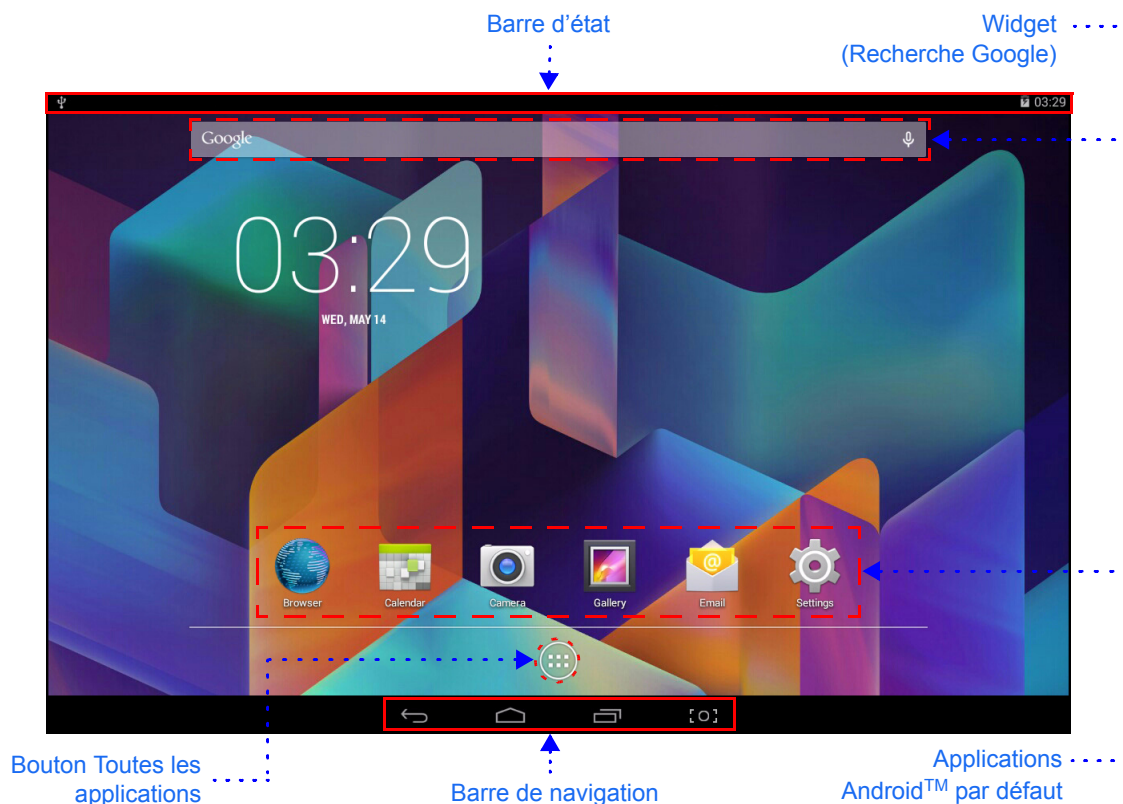 Barre d’état
Widget
(Recherche Google)
03:29
Google
03:29
WED, MAY 14
Browser
Calendar
Camera
Gallery
Email
Settings
Bouton Toutes les
applications
Barre de navigation
Applications
Android™ par défaut